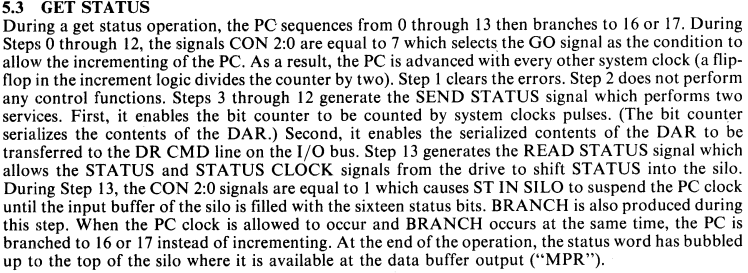 5.3 GET STATUS
During a get status operation, the PC sequences from 0 through 13 then branches to 16 or 17. During
Steps 0 through 12, the signals CON 2:0 are equal to 7 which selects the GO signal as the condition to
allow the incrementing of the PC. As a result, the PC is advanced with every other system clock (a flip-
flop in the increment logic divides the counter by two). Step 1 clears the errors. Step 2 does not perform
any control functions. Steps 3 through 12 generate the SEND STATUS signal which performs two
services. First, it enables the bit counter to be counted by system clocks pulses. (The bit counter
serializes the contents of the DAR.) Second, it enables the serialized contents of the DAR to be
transferred to the DR CMD line on the I/O bus. Step 13 generates the READ STATUS signal which
allows the STATUS and STATUS CLOCK signals from the drive to shift STATUS into the silo.
During Step 13, the CON 2:0 signals are equal to 1 which causes ST IN SILO to suspend the PC clock
until the input buffer of the silo is filled with the sixteen status bits. BRANCH is also produced during
this step. When the PC clock is allowed to occur and BRANCH occurs at the same time, the PC is
branched to 16 or 17 instead of incrementing. At the end of the operation, the status word has bubbled
up to the top of the silo where it is available at the data buffer output (“MPR”).